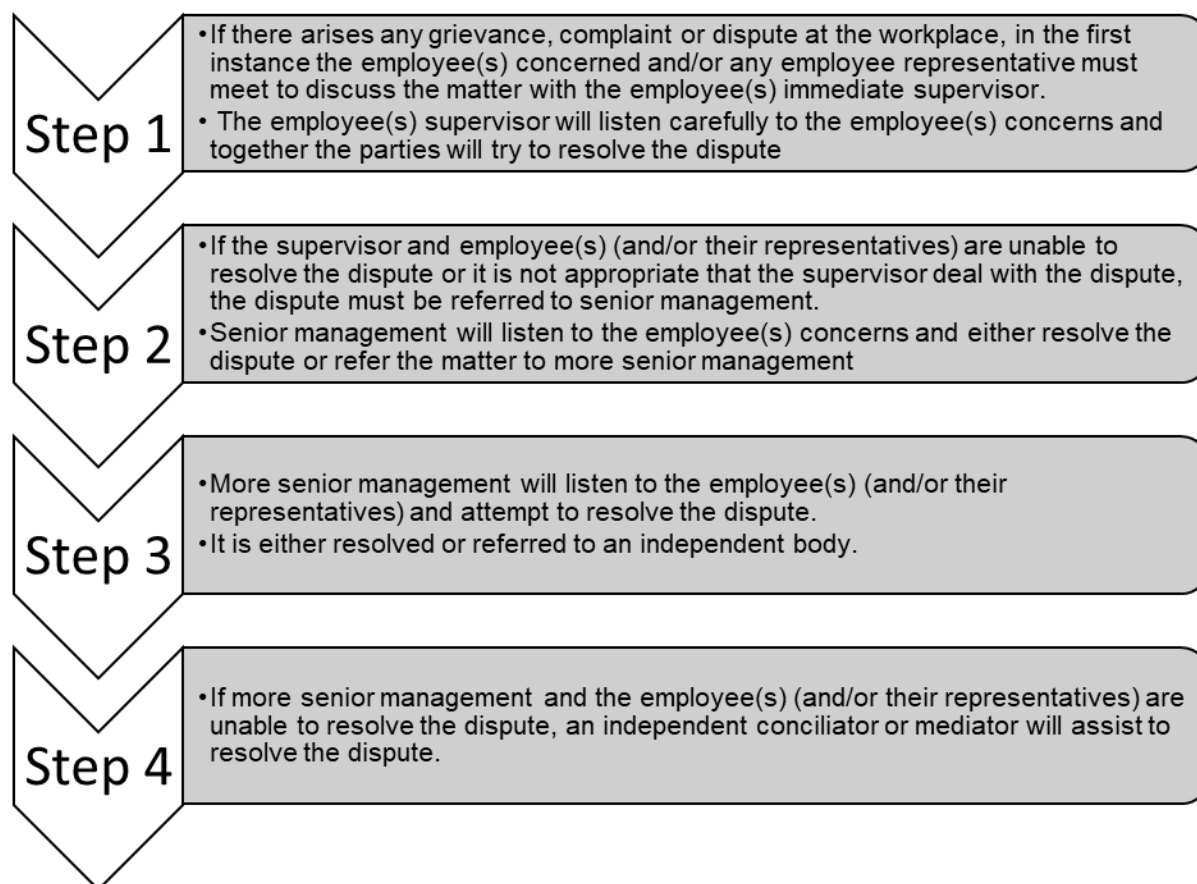 Step 1
•If there arises any grievance, complaint or dispute at the workplace, in the first
instance the employee(s) concerned and/or any employee representative must
meet to discuss the matter with the employee(s) immediate supervisor.
• The employee(s) supervisor will listen carefully to the employee(s) concerns and
together the parties will try to resolve the dispute
Step 2
•If the supervisor and employee(s) (and/or their representatives) are unable to
resolve the dispute or it is not appropriate that the supervisor deal with the dispute,
the dispute must be referred to senior management.
•Senior management will listen to the employee(s) concerns and either resolve the
dispute or refer the matter to more senior management
Step 3
•More senior management will listen to the employee(s) (and/or their
representatives) and attempt to resolve the dispute.
•It is either resolved or referred to an independent body.
Step 4
•If more senior management and the employee(s) (and/or their representatives) are
unable to resolve the dispute, an independent conciliator or mediator will assist to
resolve the dispute.